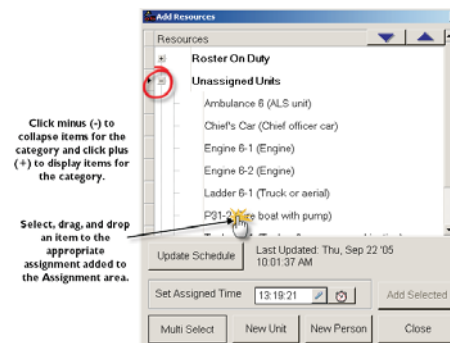 Add Resources
Resources
Roster On Duty
Unassigned Units
Ambulance 6 (ALS unit)
Chief's Car (Chief officer car)
Engine 6-1 (Engine)
Engine 6-2 (Engine)
Ladder 6-1 (Truck or aerial)
boat with pump)
Click minus (-) to
collapse items for the
category and click plus
(+) to display items for
the category.
Select, drag, and drop
an item to the
appropriate
assignment added to
the Assignment area.
Update Schedule
Last Updated: Thu, Sep 22 '05
10:01:37 AM
Set Assigned Time
13:19:21
Add Selected
Multi Select
New Unit
New Person
Close